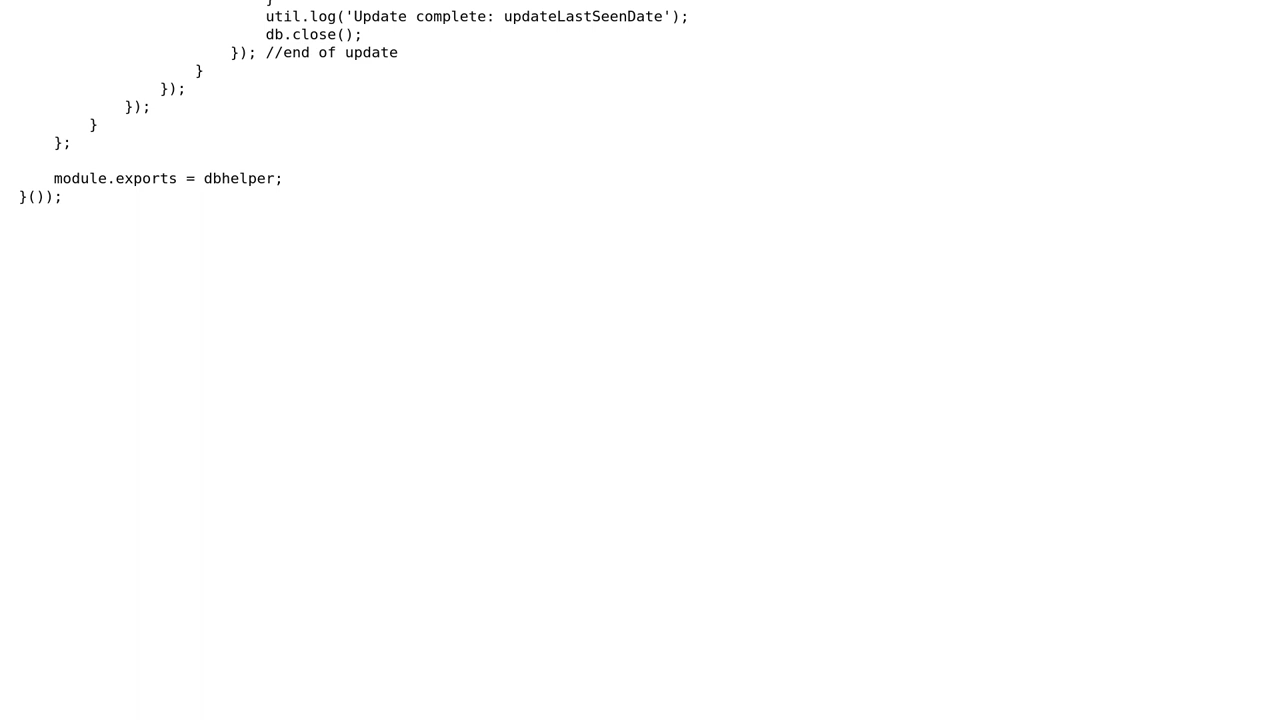 }
util.log('Update complete: updateLastSeenDate');
db.close();
}); //end of update
}
});
});
}
};
module.exports = dbhelper;
}());